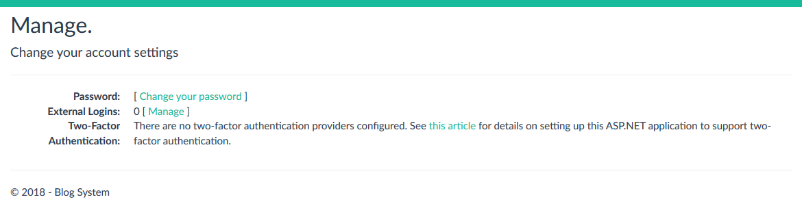 Manage.
Change your account settings
Password: [ Change your password ]
External Logins: 0 [ Manage ]
Two-Factor There are no two-factor authentication providers configured. See this article for details on setting up this ASP.NET application to support two-
Authentication: factor authentication.
© 2018 - Blog System